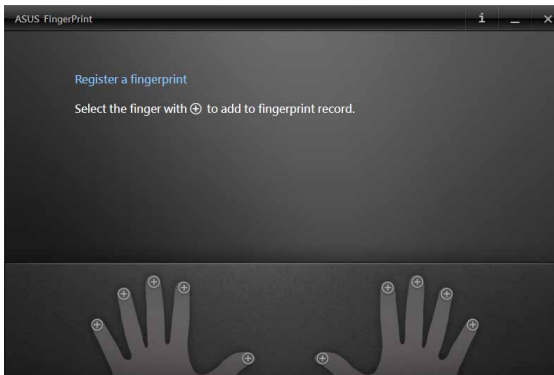 ASUS FingerPrint
Register a fingerprint
Select the finger with ⊕ to add to fingerprint record.